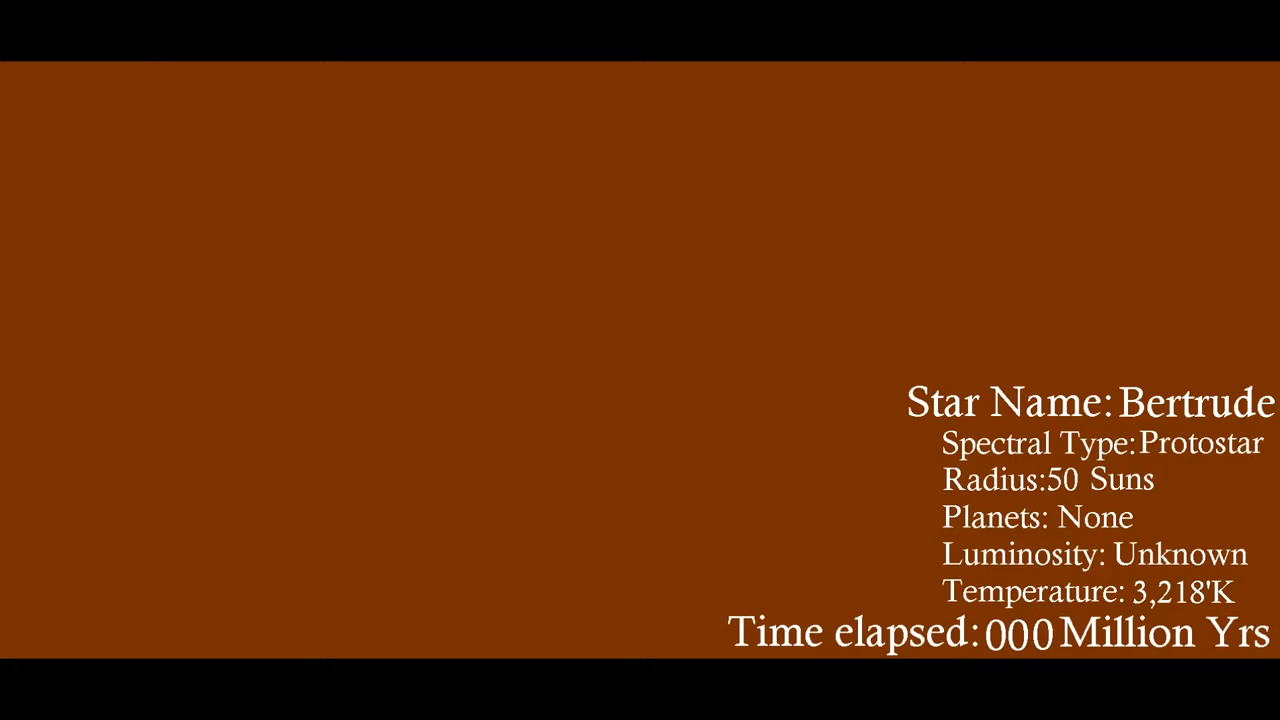 Star Name: Bertrude
Spectral Type: Protostar
Radius:50 Suns
Planets: None
Luminosity: Unknown
Temperature: 3,218'K
Time elapsed: 000 Million Yrs